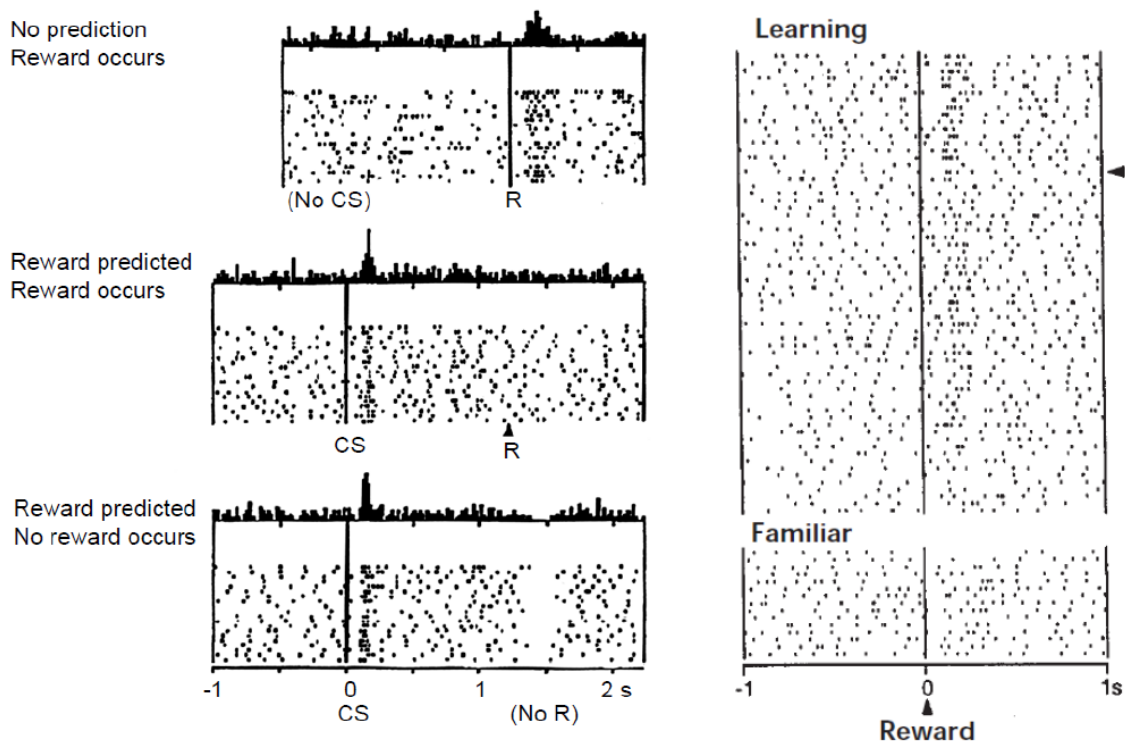 No prediction
Reward occurs
(No CS)
R
Reward predicted
Reward occurs
CS
R
Reward predicted
No reward occurs
-1
0
1
2 s
CS
(No R)
Learning
Familiar
-1
0
1s
Reward